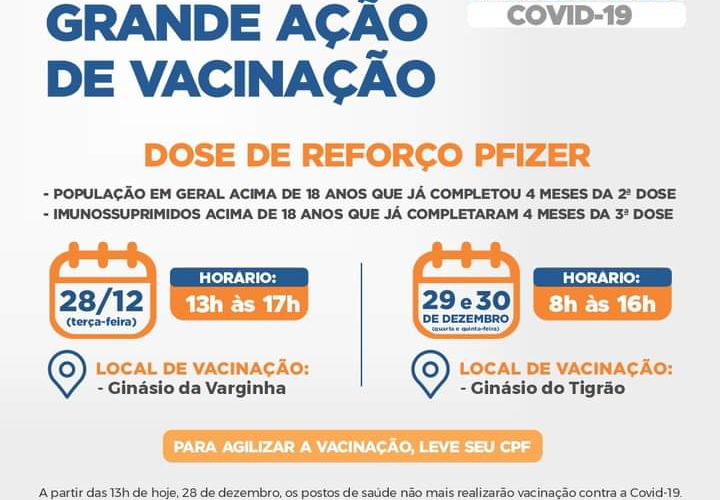 COVID-19
GRANDE AÇÃO
DE VACINAÇÃO
DOSE DE REFORÇO PFIZER
- POPULAÇÃO EM GERAL ACIMA DE 18 ANOS QUE JÁ COMPLETOU 4 MESES DA 2ª DOSE
- IMUNOSSUPRIMIDOS ACIMA DE 18 ANOS QUE JÁ COMPLETARAM 4 MESES DA 3ª DOSE
28/12
(terça-feira)
HORÁRIO:
13h às 17h
LOCAL DE VACINAÇÃO:
- Ginásio da Varginha
29 e 30
DE DEZEMBRO
(quarta e quinta-feira)
HORÁRIO:
8h às 16h
LOCAL DE VACINAÇÃO:
- Ginásio do Tigrão
PARA AGILIZAR A VACINAÇÃO, LEVE SEU CPF
A partir das 13h de hoje, 28 de dezembro, os postos de saúde não mais realizarão vacinação contra a Covid-19.